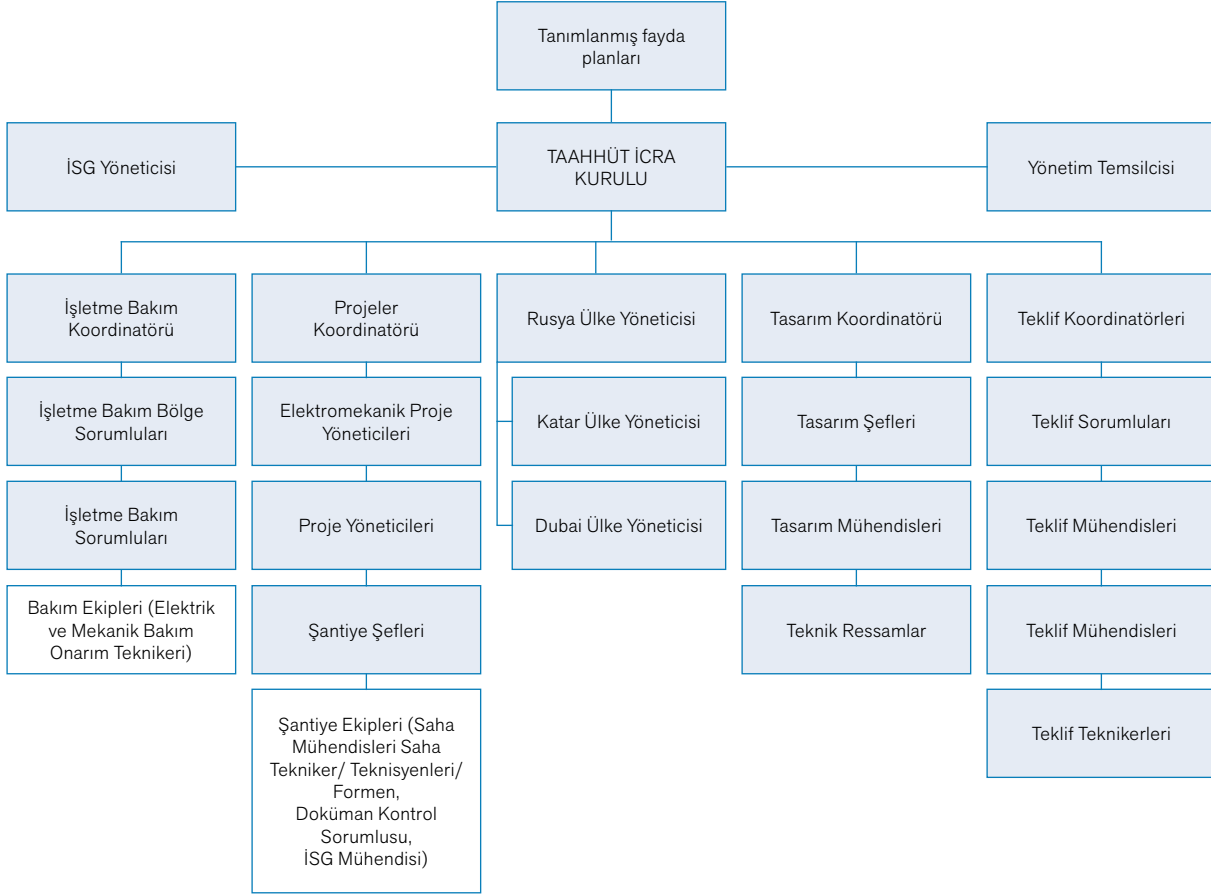 Tanımlanmış fayda
planları
İSG Yöneticisi
TAAHHÜT İCRA
KURULU
Yönetim Temsilcisi
İşletme Bakım
Koordinatörü
Projeler
Koordinatörü
Rusya Ülke Yöneticisi
Tasarım Koordinatörü
Teklif Koordinatörleri
İşletme Bakım Bölge
Sorumluları
Elektromekanik Proje
Yöneticileri
Katar Ülke Yöneticisi
Tasarım Şefleri
Teklif Sorumluları
İşletme Bakım
Sorumluları
Proje Yöneticileri
Dubai Ülke Yöneticisi
Tasarım Mühendisleri
Teklif Mühendisleri
Bakım Ekipleri (Elektrik
ve Mekanik Bakım
Onarım Teknikeri)
Şantiye Şefleri
Teknik Ressamlar
Teklif Mühendisleri
Şantiye Ekipleri (Saha
Mühendisleri Saha
Tekniker/ Teknisyenleri/
Formen,
Doküman Kontrol
Sorumlusu,
İSG Mühendisi)
Teklif Teknikerleri